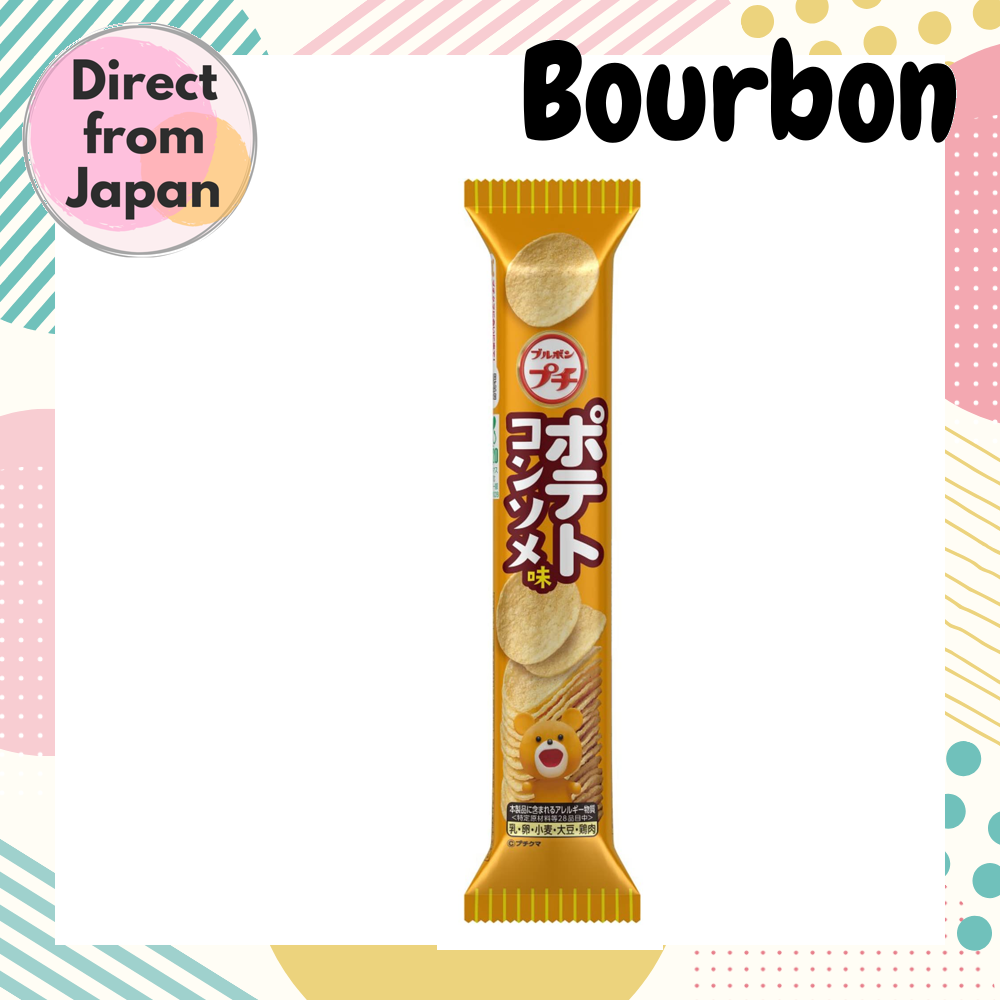 Direct
from
Japan
Bourbon
ブルボン
プチ
ポテト
コンソメ
味
本製品に含まれるアレルギー物質
<特定原材料等28品目中>
乳・卵・小麦・大豆・鶏肉
©プチクマ